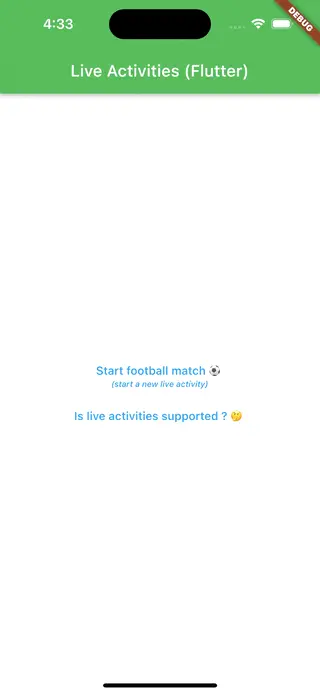 4:33
DEBUG
Live Activities (Flutter)
Start football match ⚽
(start a new live activity)
Is live activities supported ? 🤔